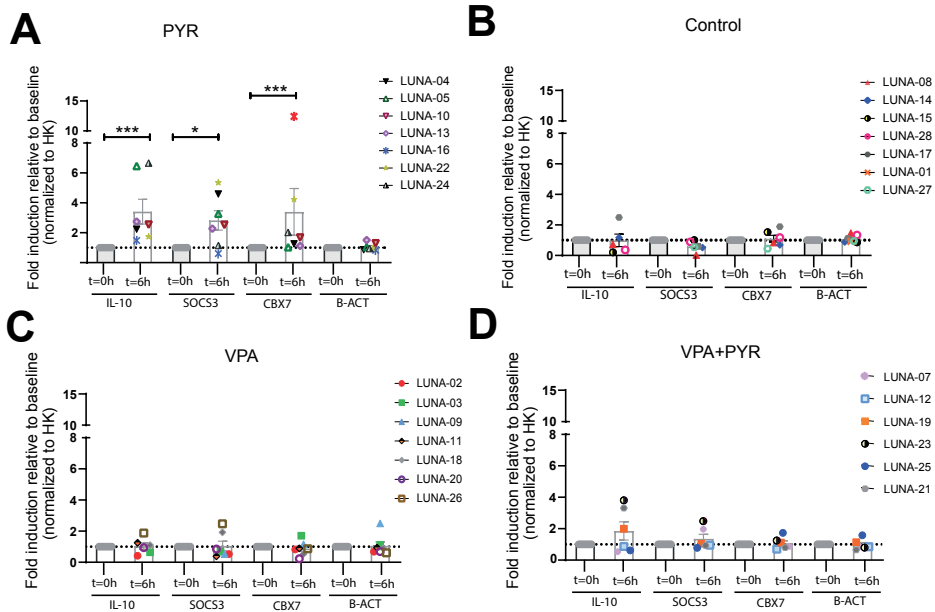 A
PYR
Fold induction relative to baseline
(normalized to HK)
15
10
8
6
4
2
0
***
*
***
t=0h t=6h t=0h t=6h t=0h t=6h t=0h t=6h
IL-10 SOCS3 CBX7 B-ACT
LUNA-04
LUNA-05
LUNA-10
LUNA-13
LUNA-16
LUNA-22
LUNA-24
B
Control
Fold induction relative to baseline
(normalized to HK)
15
10
8
6
4
2
0
t=0h t=6h t=0h t=6h t=0h t=6h t=0h t=6h
IL-10 SOCS3 CBX7 B-ACT
LUNA-08
LUNA-14
LUNA-15
LUNA-28
LUNA-17
LUNA-01
LUNA-27
C
VPA
Fold induction relative to baseline
(normalized to HK)
15
10
8
6
4
2
0
t=0h t=6h t=0h t=6h t=0h t=6h t=0h t=6h
IL-10 SOCS3 CBX7 B-ACT
LUNA-02
LUNA-03
LUNA-09
LUNA-11
LUNA-18
LUNA-20
LUNA-26
D
VPA+PYR
Fold induction relative to baseline
(normalized to HK)
15
10
8
6
4
2
0
t=0h t=6h t=0h t=6h t=0h t=6h t=0h t=6h
IL-10 SOCS3 CBX7 B-ACT
LUNA-07
LUNA-12
LUNA-19
LUNA-23
LUNA-25
LUNA-21